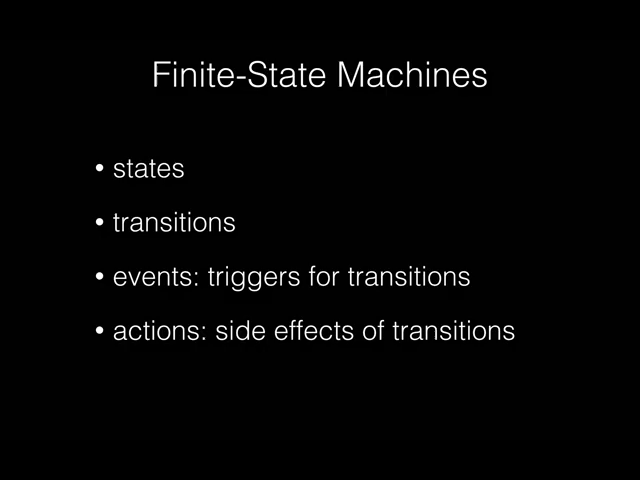 Finite-State Machines
• states
• transitions
• events: triggers for transitions
• actions: side effects of transitions